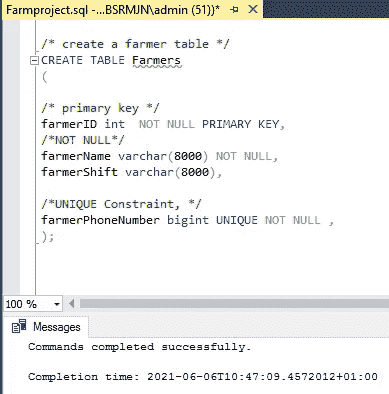 Farmproject.sql -...BSRMJN\admin (51))*
/* create a farmer table */
CREATE TABLE Farmers
(
/* primary key */
farmerID int  NOT NULL PRIMARY KEY,
/*NOT NULL*/
farmerName varchar(8000) NOT NULL,
farmerShift varchar(8000),
/*UNIQUE Constraint, */
farmerPhoneNumber bigint UNIQUE NOT NULL ,
);
100 %
Messages
Commands completed successfully.
Completion time: 2021-06-06T10:47:09.4572012+01:00